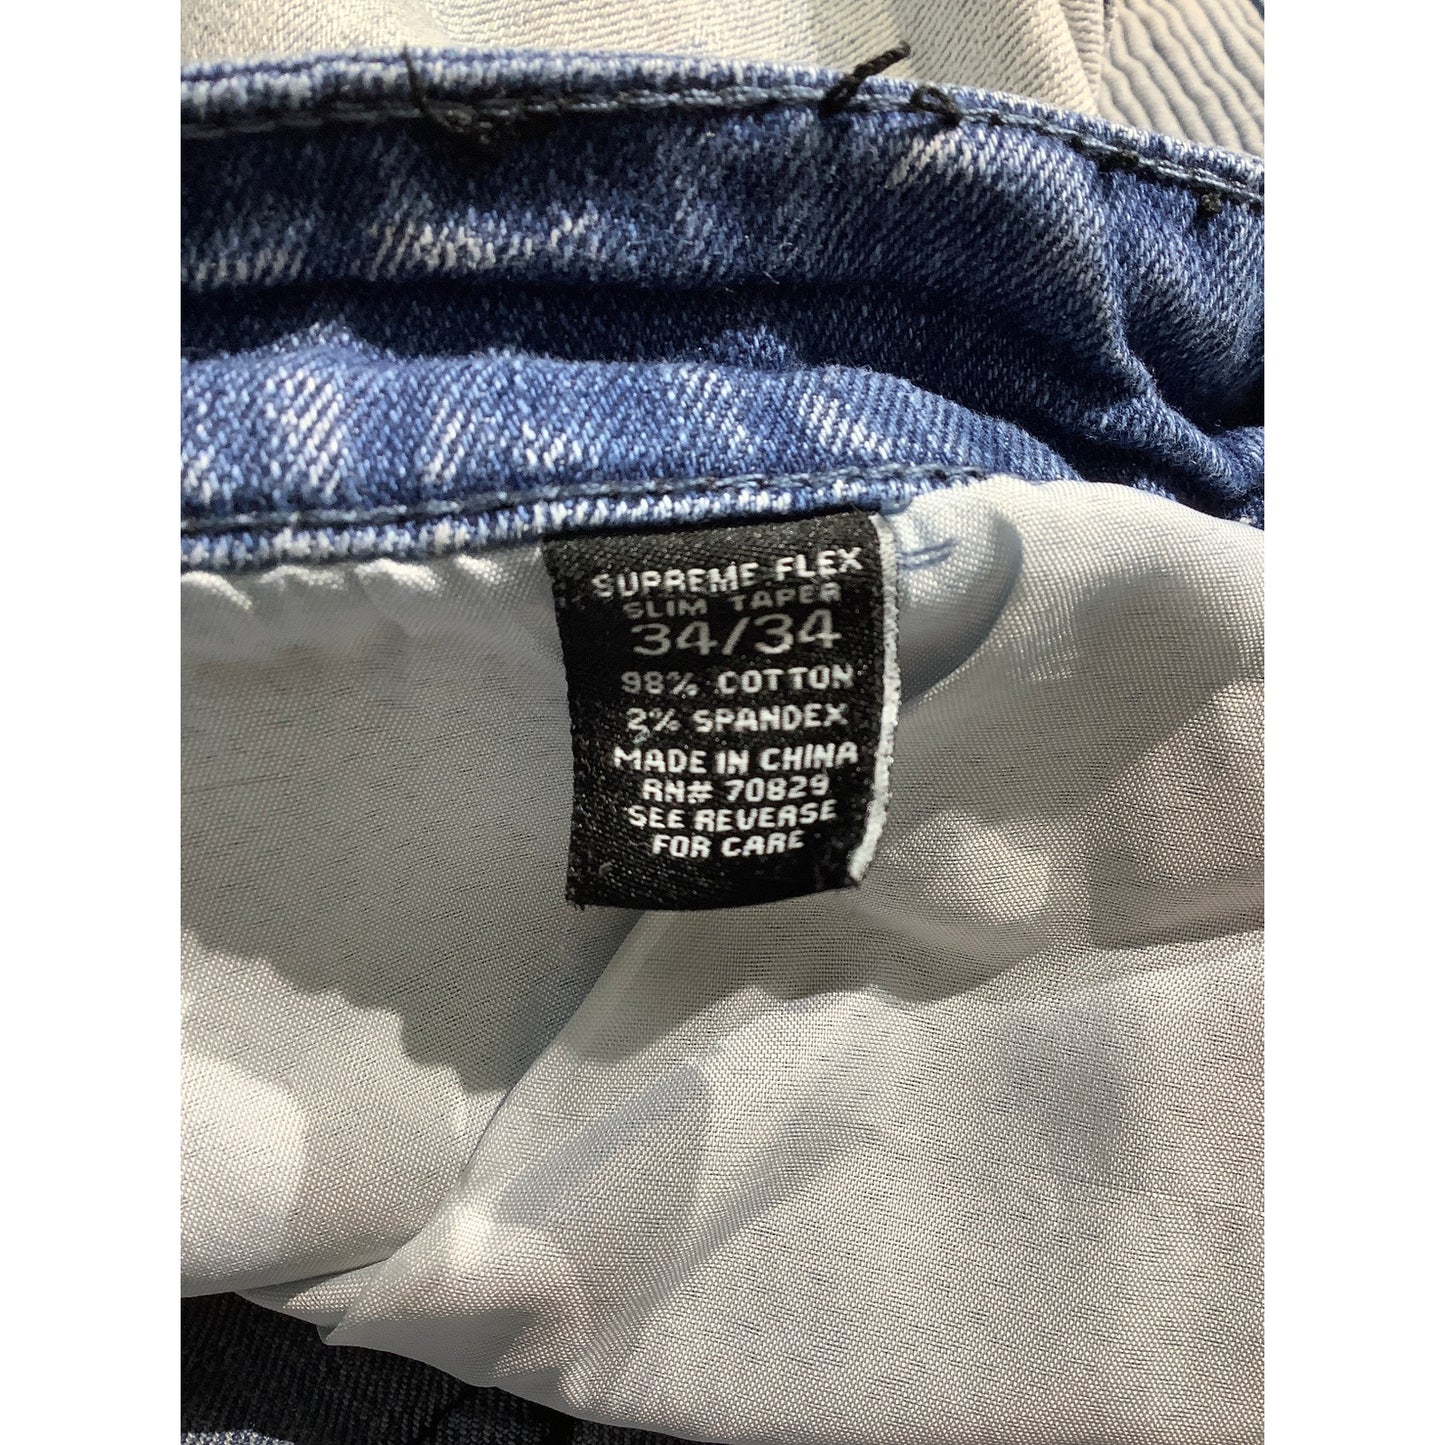 SUPREME FLEX
SLIM TAPER
34/34
98% COTTON
2% SPANDEX
MADE IN CHINA
RN# 70829
SEE REVERSE
FOR CARE